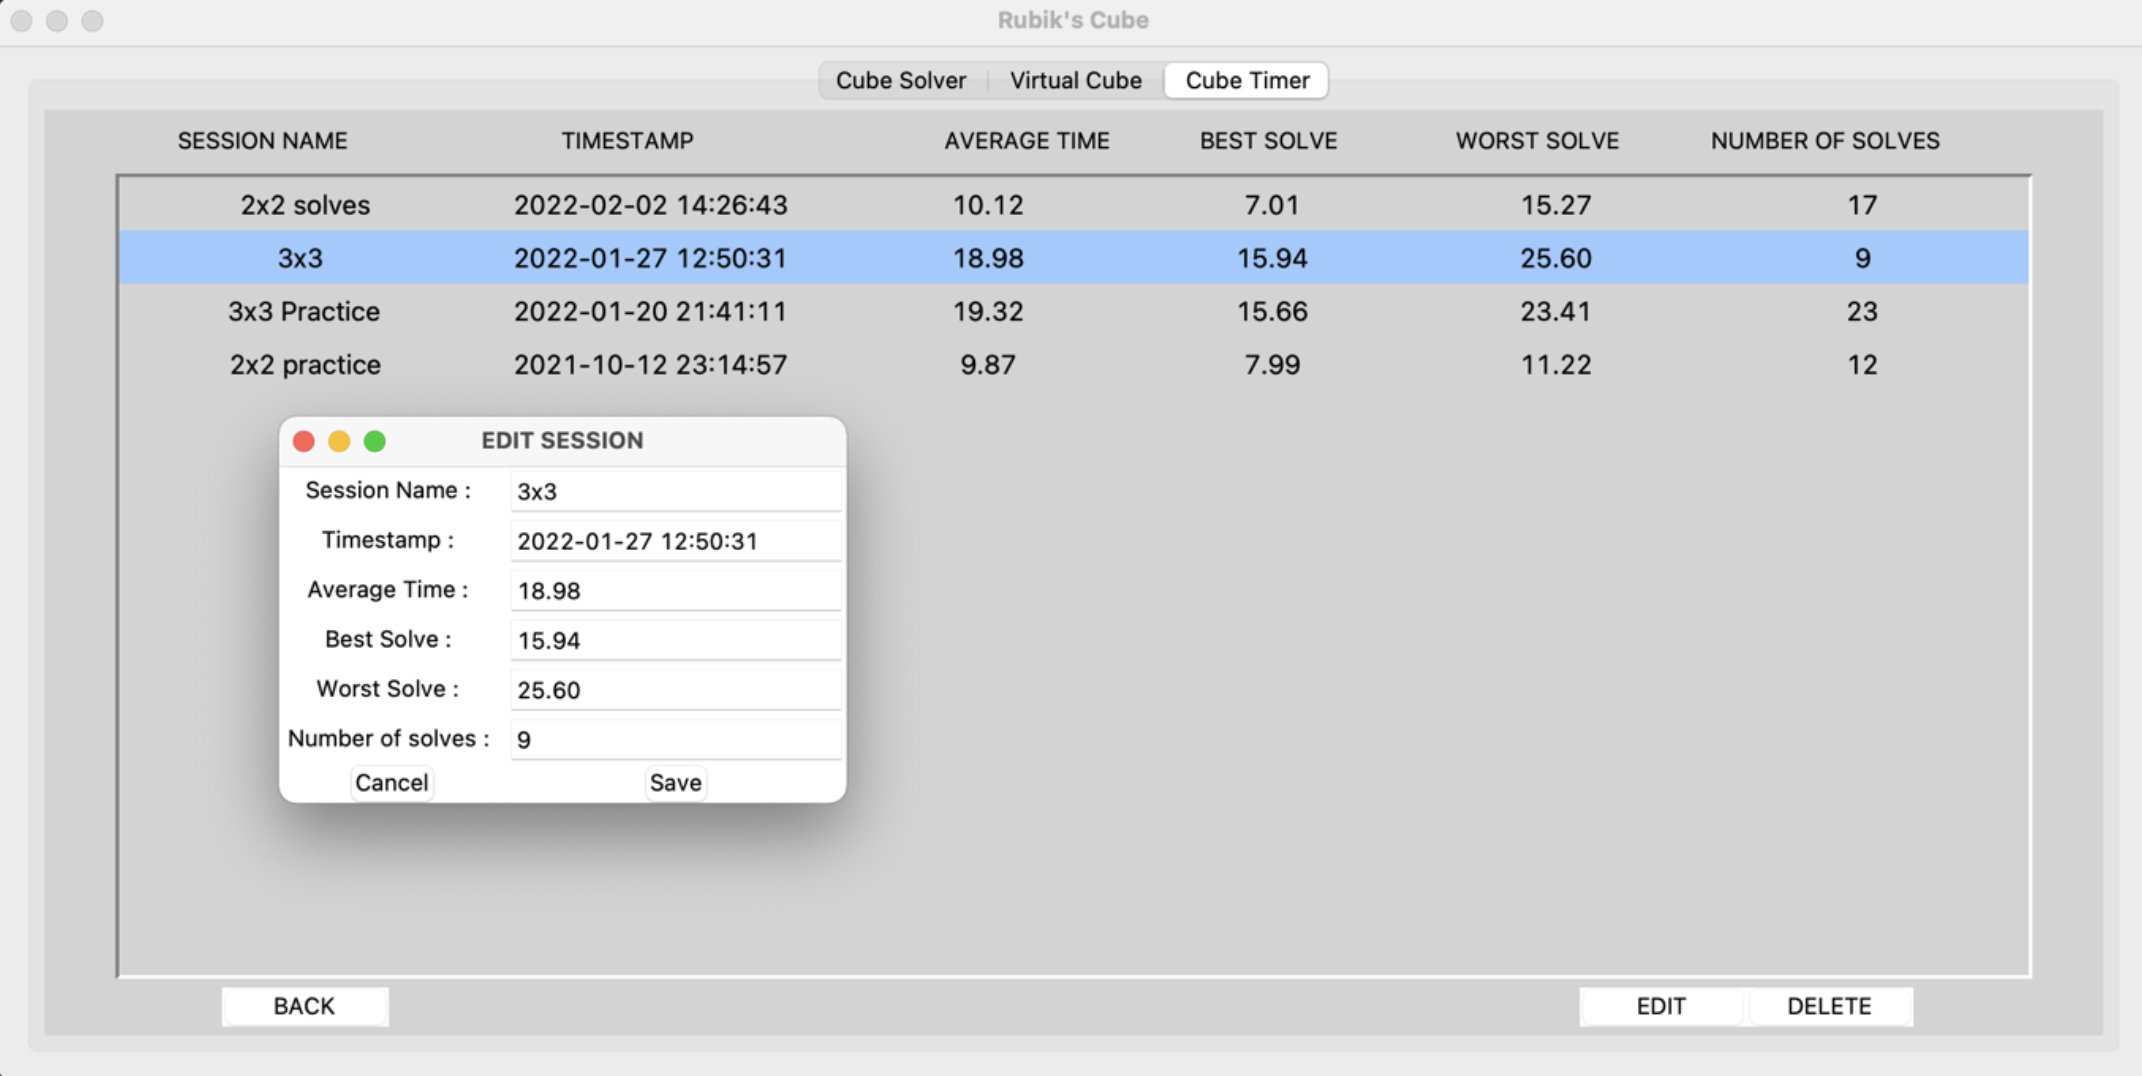 Rubik's Cube
Cube Solver Virtual Cube Cube Timer
SESSION NAME TIMESTAMP AVERAGE TIME BEST SOLVE WORST SOLVE NUMBER OF SOLVES
2x2 solves 2022-02-02 14:26:43 10.12 7.01 15.27 17
3x3 2022-01-27 12:50:31 18.98 15.94 25.60 9
3x3 Practice 2022-01-20 21:41:11 19.32 15.66 23.41 23
2x2 practice 2021-10-12 23:14:57 9.87 7.99 11.22 12
EDIT SESSION
Session Name : 3x3
Timestamp : 2022-01-27 12:50:31
Average Time : 18.98
Best Solve : 15.94
Worst Solve : 25.60
Number of solves : 9
Cancel Save
BACK EDIT DELETE